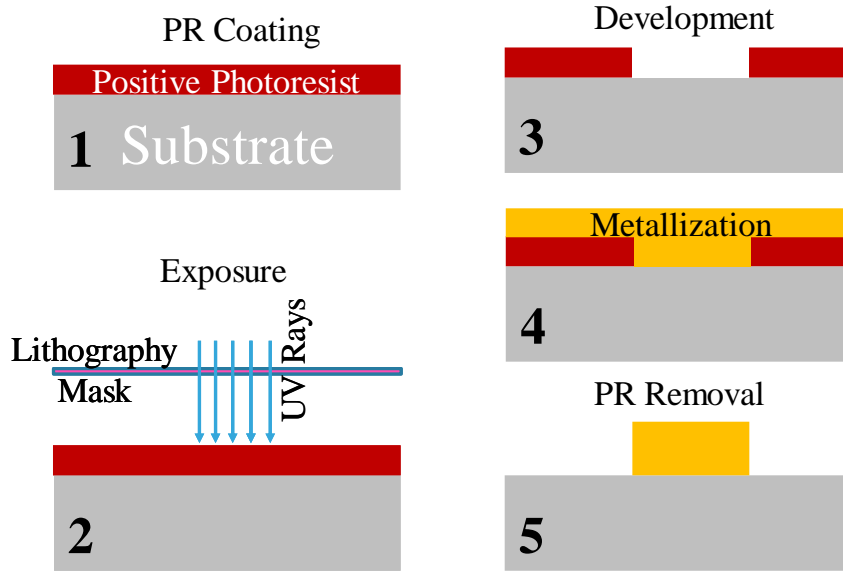 PR Coating
Positive Photoresist
1 Substrate
Exposure
UV Rays
Lithography
Mask
2
Development
3
Metallization
4
PR Removal
5